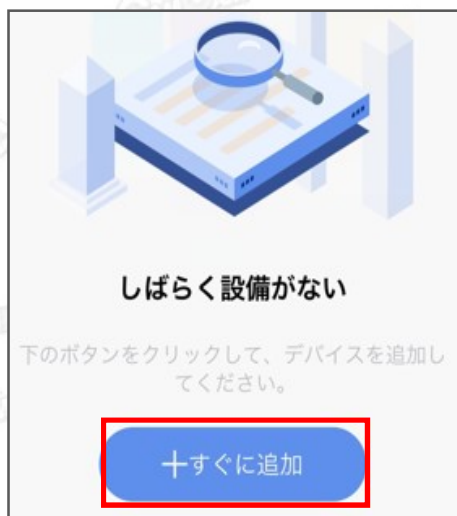 しばらく設備がない
下のボタンをクリックして、デバイスを追加し
てください。
+すぐに追加